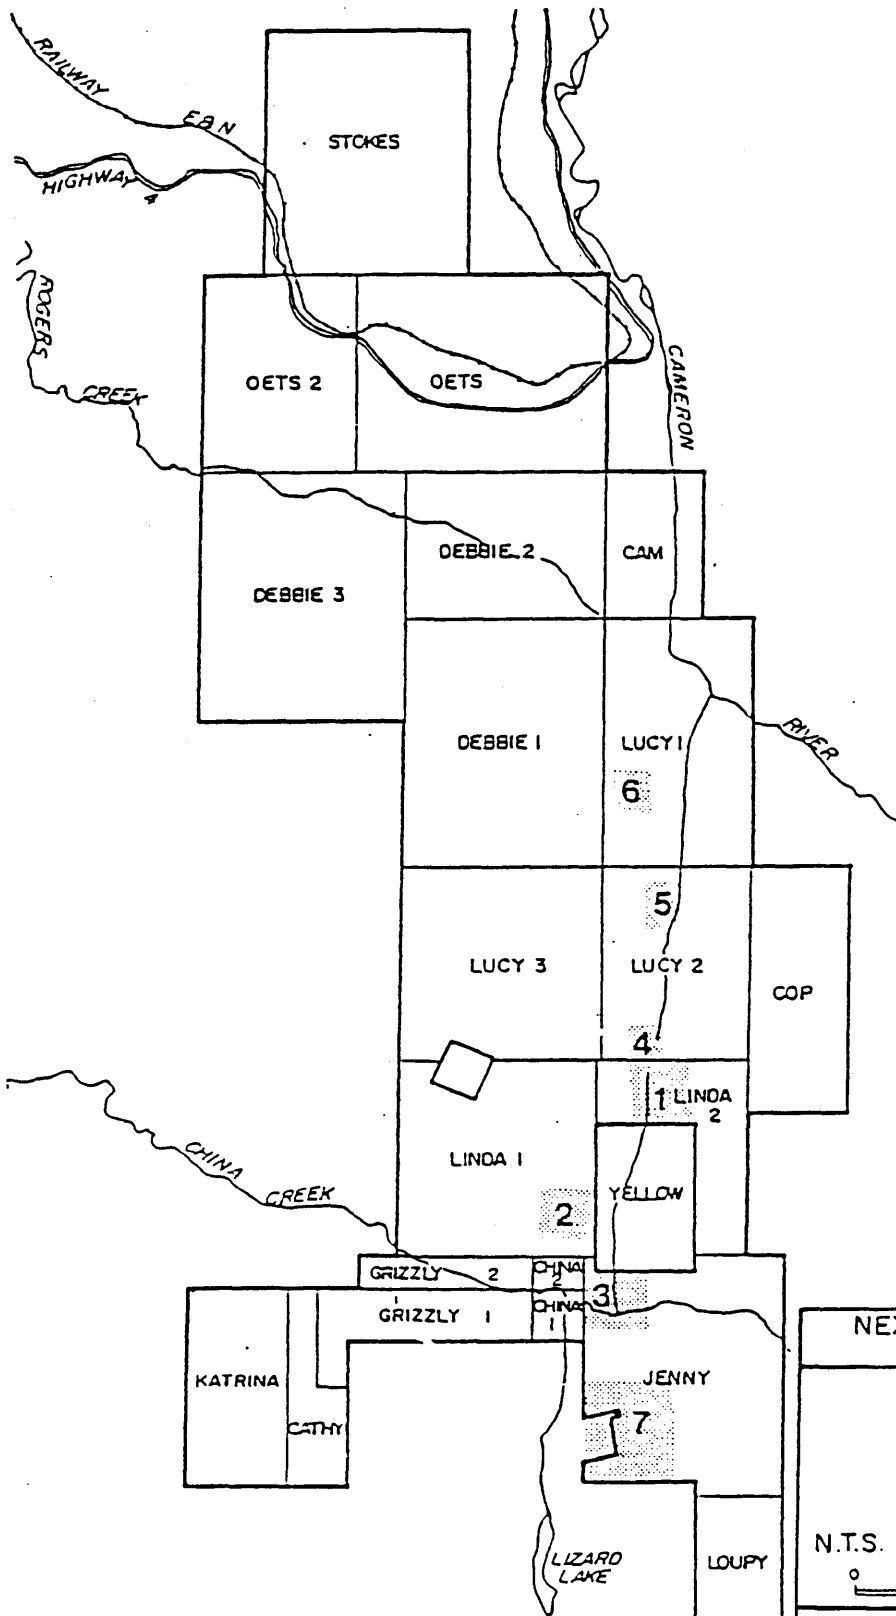 RAILWAY
E&N
STOKES
HIGHWAY
4
ROGERS
CREEK
OETS 2
OETS
CAMERON
DEBBIE 2
CAM
DEBBIE 3
DEBBIE 1
LUCY 1
RIVER
6
5
LUCY 3
LUCY 2
COP
4
1
LINDA
2
LINDA 1
YELLOW
CHINA
CREEK
2
GRIZZLY 2
CHINA
2
3
GRIZZLY 1
CHINA
1
NEX
KATRINA
JENNY
CATHY
7
LIZARD
LAKE
LOUPY
N.T.S.
0